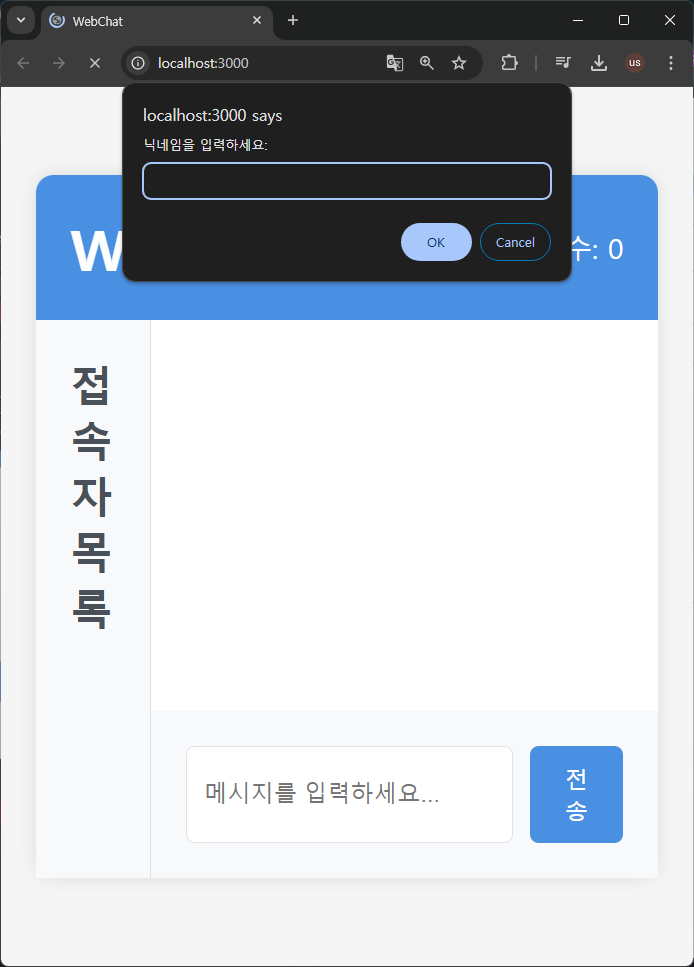 WebChat
localhost:3000
us
localhost:3000 says
닉네임을 입력하세요:
OK
Cancel
W
수: 0
접
속
자
목
록
메시지를 입력하세요...
전
송